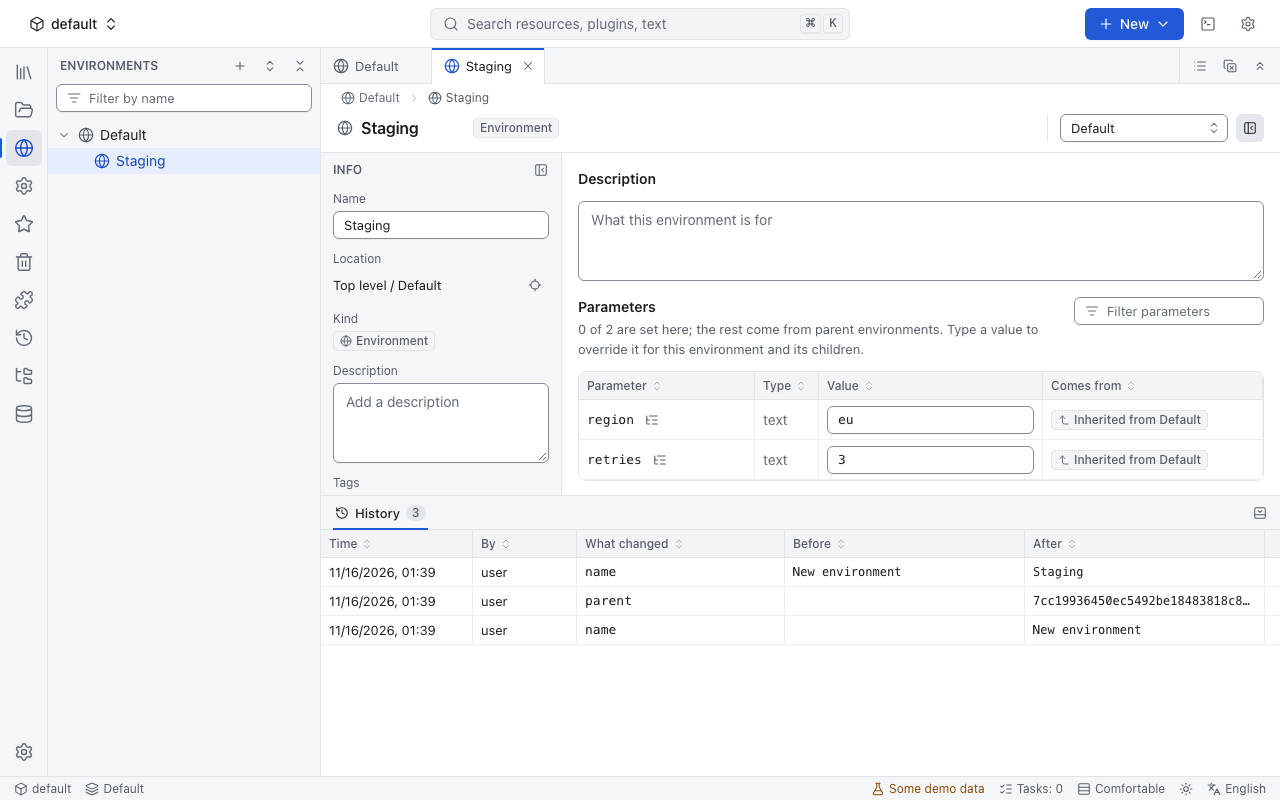 default
Search resources, plugins, text
⌘ K
New
ENVIRONMENTS
Filter by name
Default
Staging
Default
Staging
Default
Staging
Staging
Environment
Default
INFO
Name
Staging
Location
Top level / Default
Kind
Environment
Description
Add a description
Tags
Description
What this environment is for
Parameters
0 of 2 are set here; the rest come from parent environments. Type a value to
override it for this environment and its children.
Filter parameters
Parameter Type Value Comes from
region text eu Inherited from Default
retries text 3 Inherited from Default
History 3
Time By What changed Before After
11/16/2026, 01:39 user name New environment Staging
11/16/2026, 01:39 user parent 7cc19936450ec5492be18483818c8…
11/16/2026, 01:39 user name New environment
default Default Some demo data Tasks: 0 Comfortable English